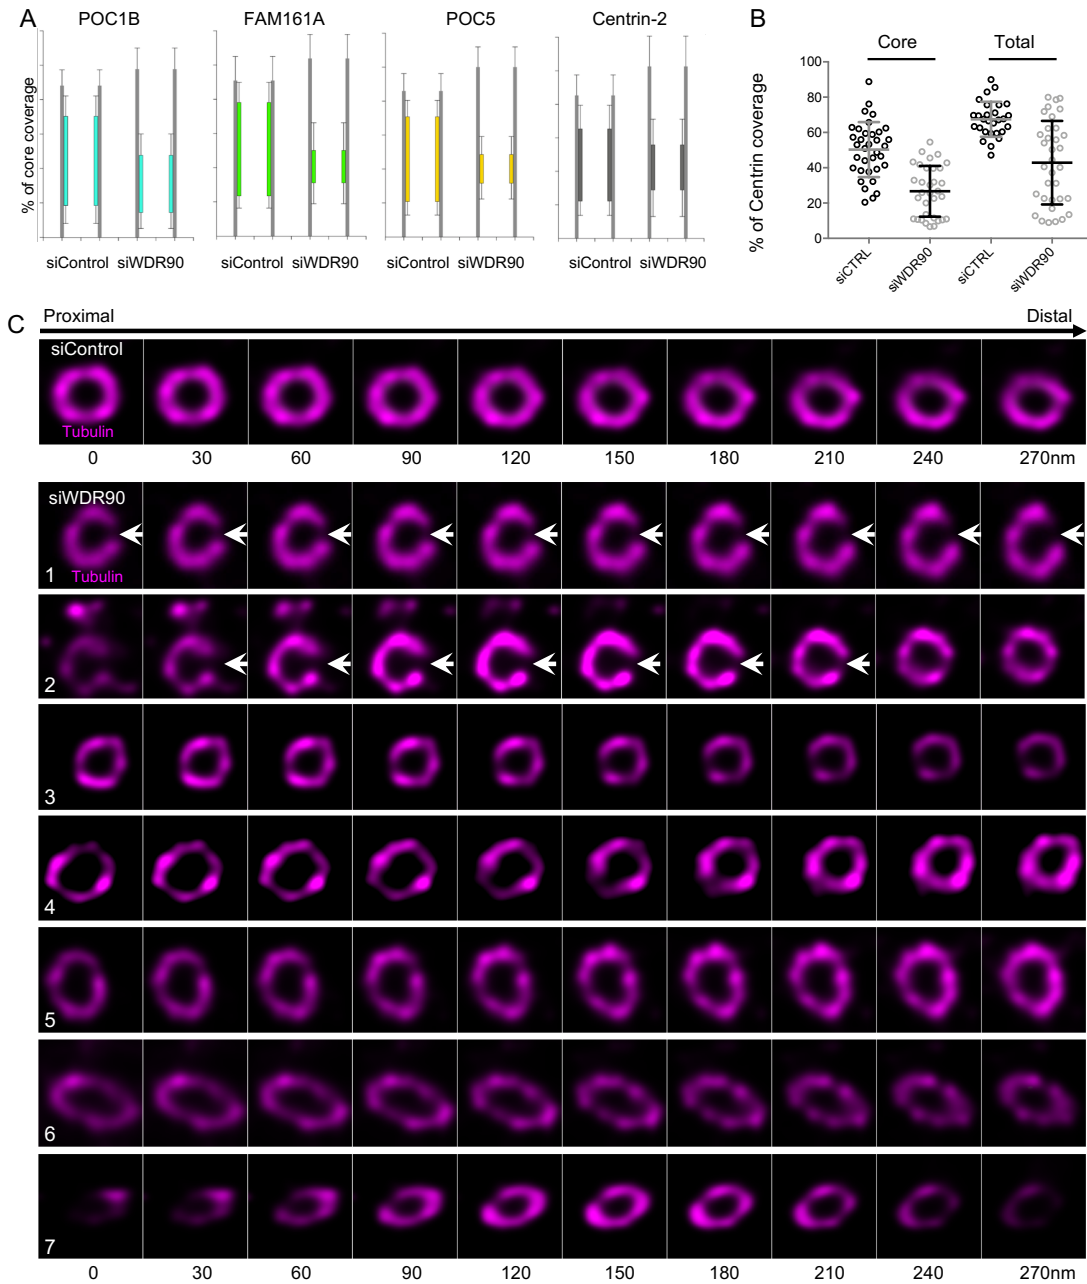 A
POC1B
FAM161A
POC5
Centrin-2
% of core coverage
siControl siWDR90
siControl siWDR90
siControl siWDR90
siControl siWDR90
B
Core
Total
% of Centrin coverage
100
80
60
40
20
0
siCTRL
siWDR90
siCTRL
siWDR90
C
Proximal
Distal
siControl
Tubulin
0 30 60 90 120 150 180 210 240 270nm
siWDR90
1 Tubulin
2
3
4
5
6
7
0 30 60 90 120 150 180 210 240 270nm